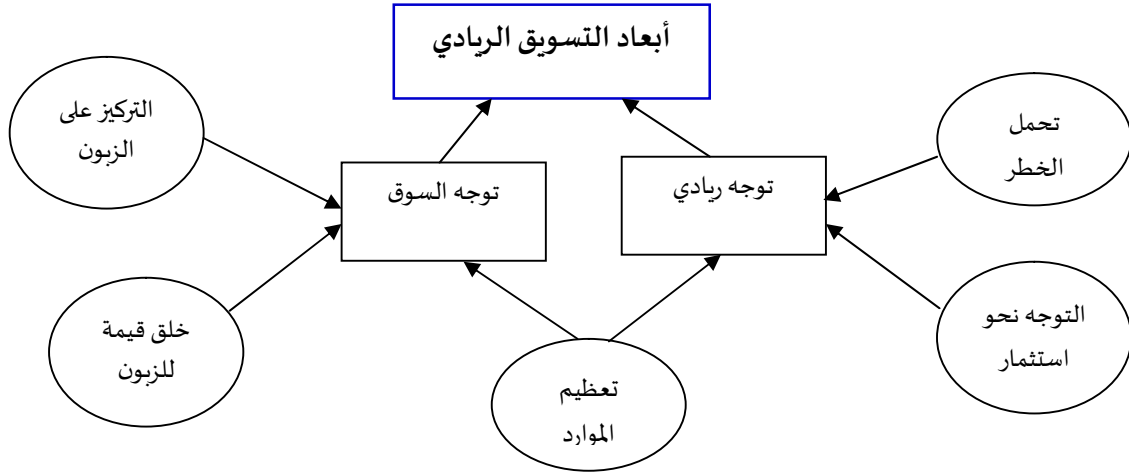 أبعاد التسويق الريادي
تحمل
الخطر
التركيز على
الزبون
توجه ريادي
توجه السوق
التوجه نحو
استثمار
خلق قيمة
للزبون
تعظيم
الموارد